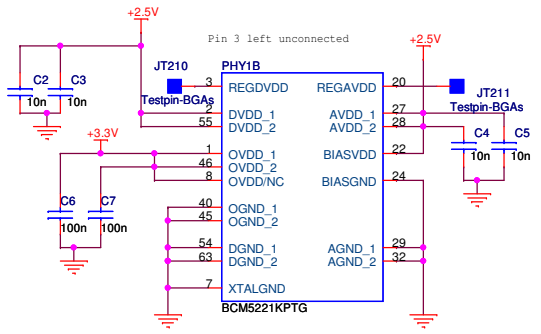 +2.5V
Pin 3 left unconnected
+2.5V
JT210
PHY1B
C2
C3
10n
10n
Testpin-BGAs
3
REGDVDD
REGAVDD
20
JT211
Testpin-BGAs
2
DVDD_1
AVDD_1
27
55
DVDD_2
AVDD_2
28
C4
C5
10n
10n
+3.3V
1
OVDD_1
BIASVDD
22
46
OVDD_2
8
OVDD/NC
BIASGND
24
C6
C7
100n
100n
40
OGND_1
45
OGND_2
54
DGND_1
AGND_1
29
63
DGND_2
AGND_2
32
7
XTALGND
BCM5221KPTG